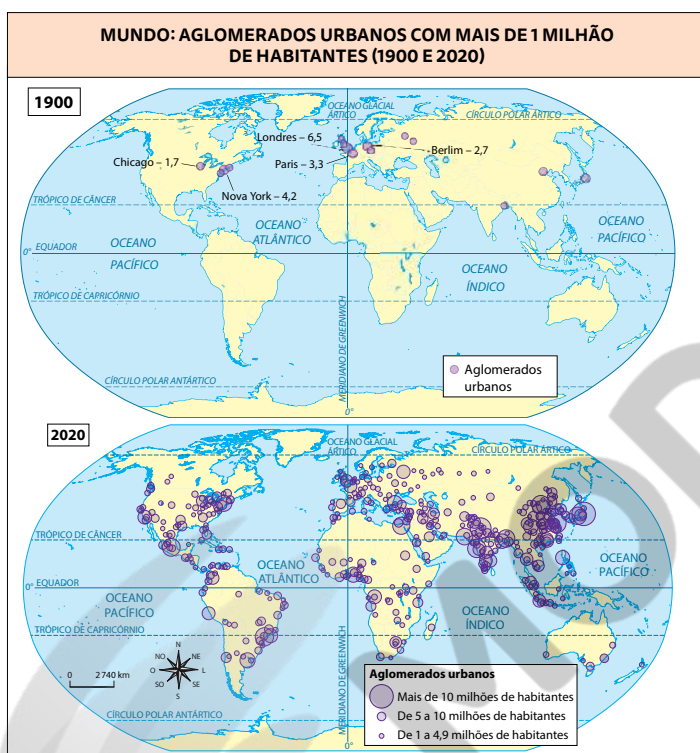 MUNDO: AGLOMERADOS URBANOS COM MAIS DE 1 MILHÃO
DE HABITANTES (1900 E 2020)
1900
OCEANO GLACIAL
ÁRTICO
CÍRCULO POLAR ÁRTICO
Londres – 6,5
Berlim – 2,7
Chicago – 1,7
Paris – 3,3
Nova York – 4,2
TRÓPICO DE CÂNCER
OCEANO
ATLÂNTICO
OCEANO
PACÍFICO
EQUADOR
0°
OCEANO
PACÍFICO
OCEANO
ÍNDICO
TRÓPICO DE CAPRICÓRNIO
MERIDIANO DE GREENWICH
Aglomerados
urbanos
CÍRCULO POLAR ANTÁRTICO
0°
2020
OCEANO GLACIAL
ÁRTICO
CÍRCULO POLAR ÁRTICO
TRÓPICO DE CÂNCER
OCEANO
ATLÂNTICO
OCEANO
PACÍFICO
EQUADOR
0°
OCEANO
PACÍFICO
OCEANO
ÍNDICO
TRÓPICO DE CAPRICÓRNIO
MERIDIANO DE GREENWICH
N
NO NE
O L
SO SE
S
0 2740 km
Aglomerados urbanos
Mais de 10 milhões de habitantes
De 5 a 10 milhões de habitantes
De 1 a 4,9 milhões de habitantes
CÍRCULO POLAR ANTÁRTICO
0°